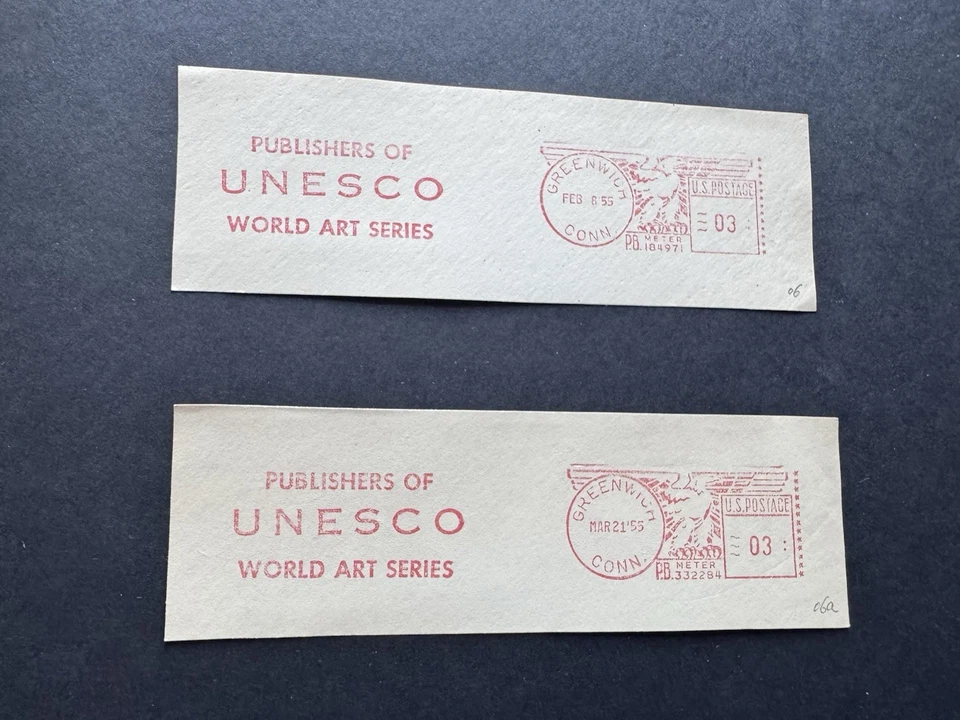 PUBLISHERS OF
UNESCO
WORLD ART SERIES
GREENWICH
FEB 8 '55
CONN.
U.S. POSTAGE
03
METER
P.B. 184971
06
PUBLISHERS OF
UNESCO
WORLD ART SERIES
GREENWICH
MAR 21 '55
CONN.
U.S. POSTAGE
03
METER
P.B. 332284
06a